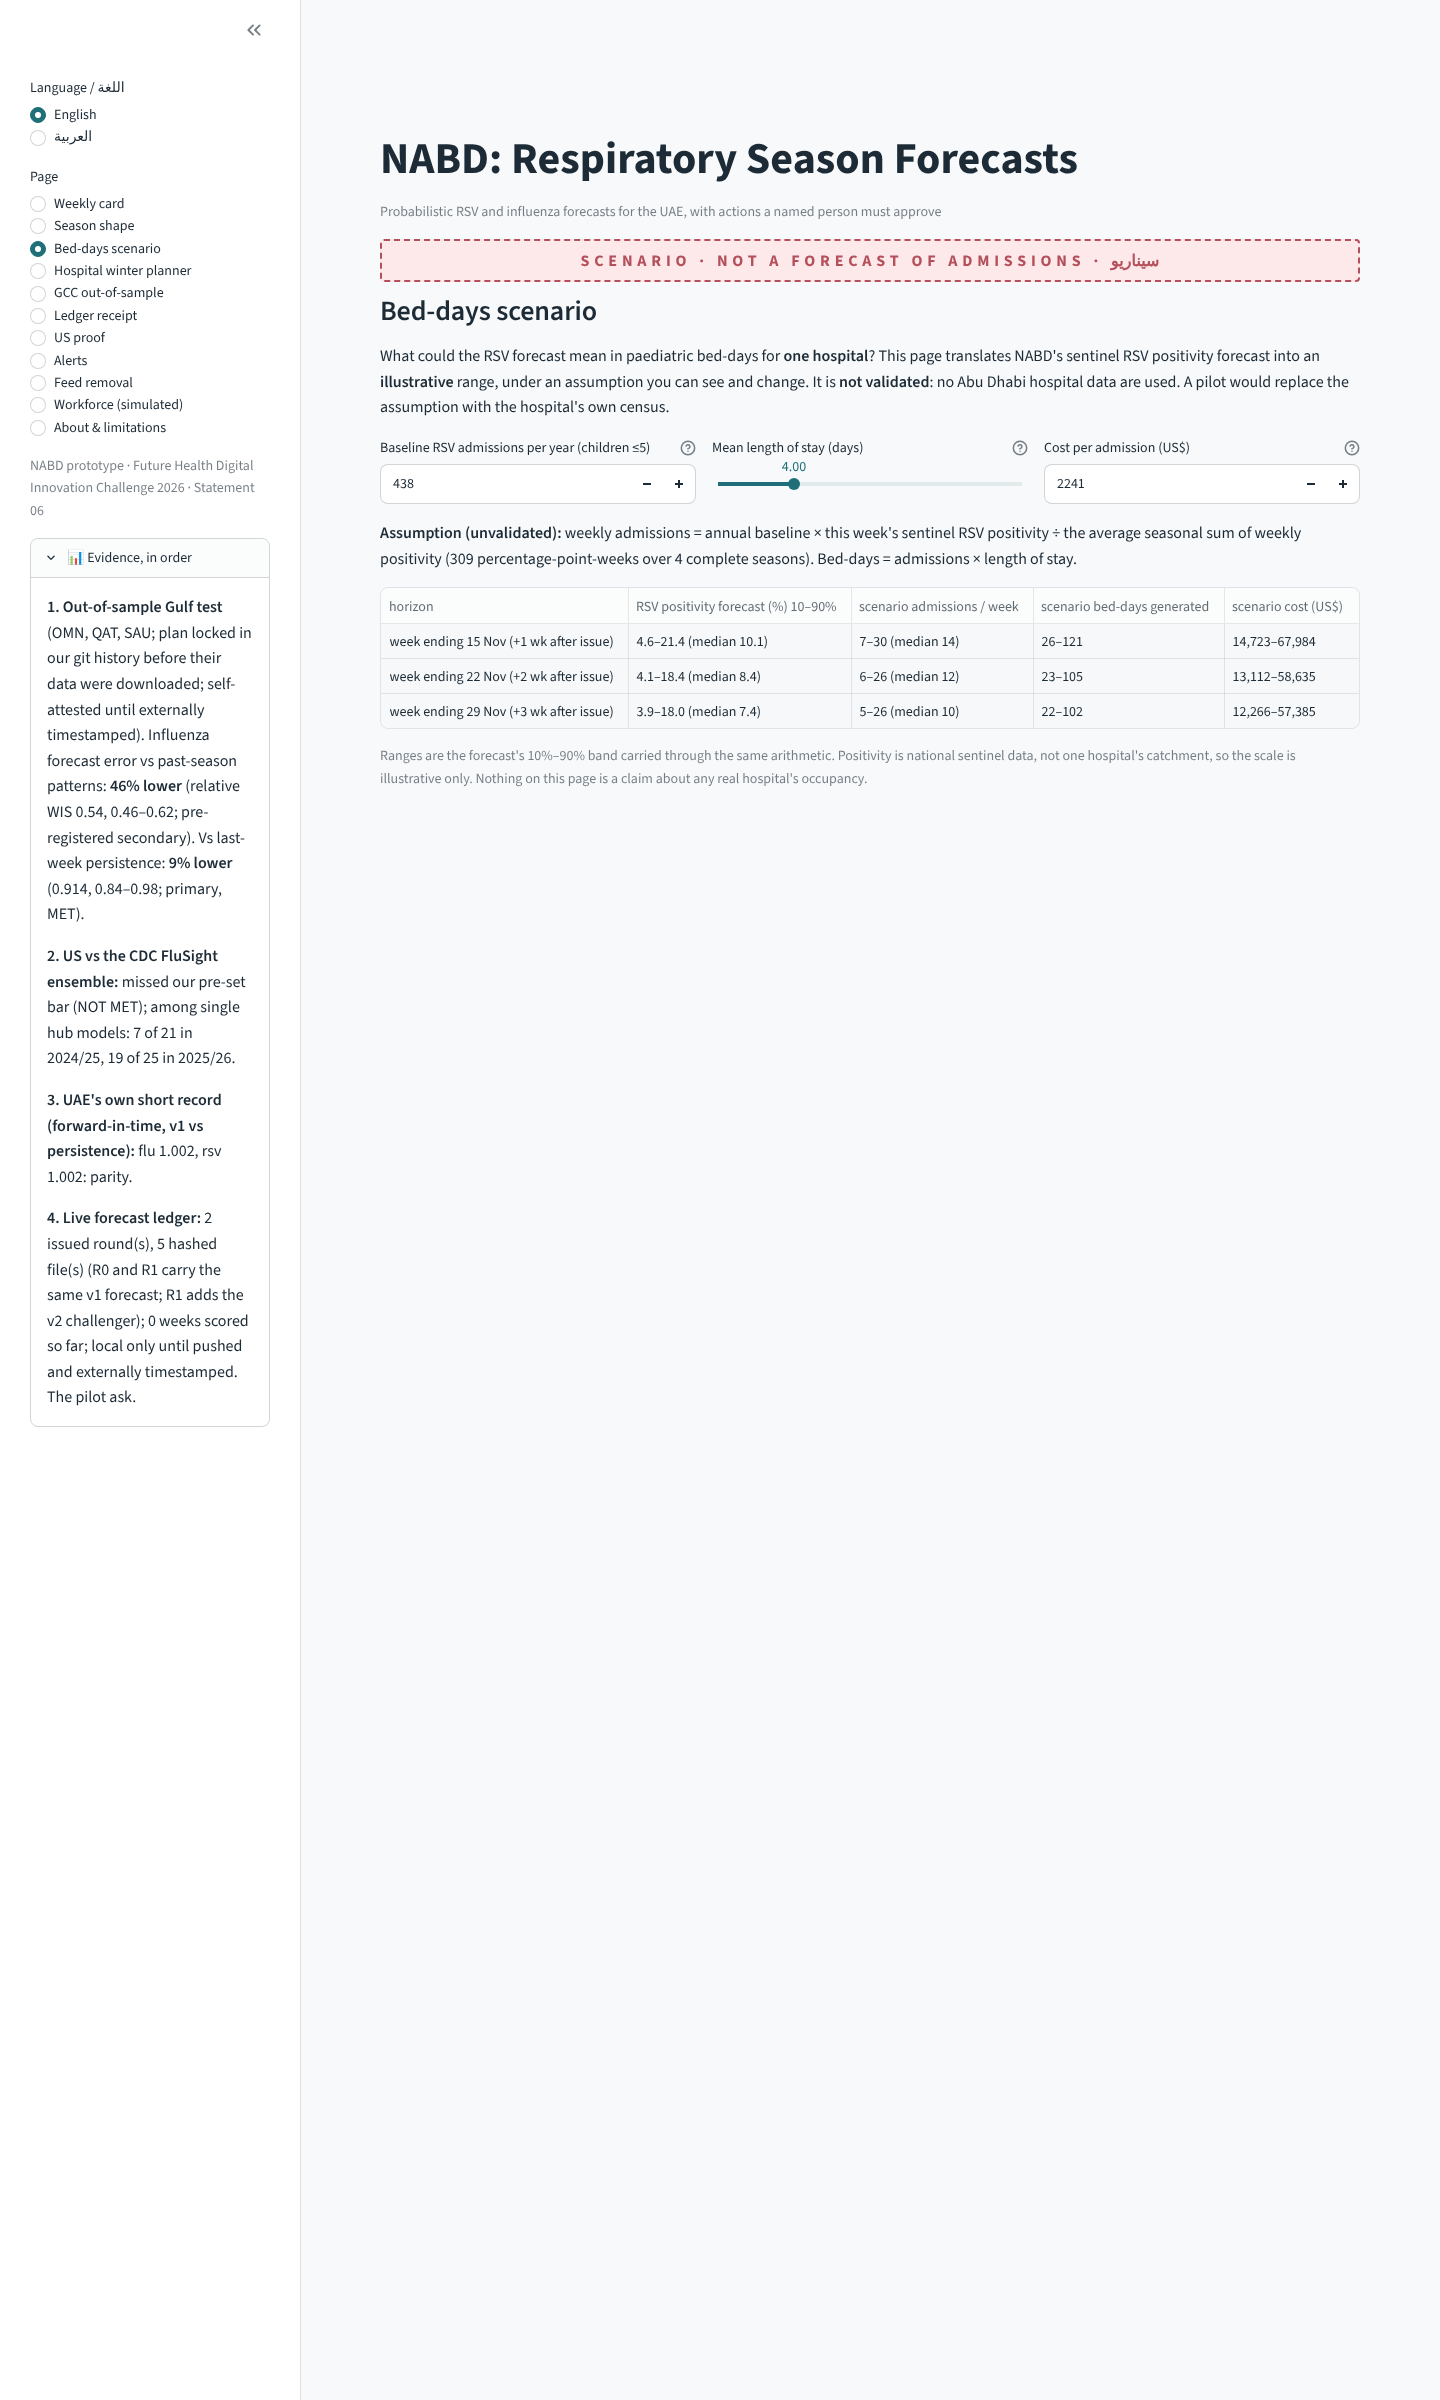 Language / اللغة
English
العربية
Page
Weekly card
Season shape
Bed-days scenario
Hospital winter planner
GCC out-of-sample
Ledger receipt
US proof
Alerts
Feed removal
Workforce (simulated)
About & limitations
NABD prototype · Future Health Digital
Innovation Challenge 2026 · Statement
06
📊 Evidence, in order
1. Out-of-sample Gulf test
(OMN, QAT, SAU; plan locked in
our git history before their
data were downloaded; self-
attested until externally
timestamped). Influenza
forecast error vs past-season
patterns: 46% lower (relative
WIS 0.54, 0.46–0.62; pre-
registered secondary). Vs last-
week persistence: 9% lower
(0.914, 0.84–0.98; primary,
MET).
2. US vs the CDC FluSight
ensemble: missed our pre-set
bar (NOT MET); among single
hub models: 7 of 21 in
2024/25, 19 of 25 in 2025/26.
3. UAE's own short record
(forward-in-time, v1 vs
persistence): flu 1.002, rsv
1.002: parity.
4. Live forecast ledger: 2
issued round(s), 5 hashed
file(s) (R0 and R1 carry the
same v1 forecast; R1 adds the
v2 challenger); 0 weeks scored
so far; local only until pushed
and externally timestamped.
The pilot ask.
NABD: Respiratory Season Forecasts
Probabilistic RSV and influenza forecasts for the UAE, with actions a named person must approve
SCENARIO · NOT A FORECAST OF ADMISSIONS · سيناريو
Bed-days scenario
What could the RSV forecast mean in paediatric bed-days for one hospital? This page translates NABD's sentinel RSV positivity forecast into an
illustrative range, under an assumption you can see and change. It is not validated: no Abu Dhabi hospital data are used. A pilot would replace the
assumption with the hospital's own census.
Baseline RSV admissions per year (children ≤5)
438
Mean length of stay (days)
4.00
Cost per admission (US$)
2241
Assumption (unvalidated): weekly admissions = annual baseline × this week's sentinel RSV positivity ÷ the average seasonal sum of weekly
positivity (309 percentage-point-weeks over 4 complete seasons). Bed-days = admissions × length of stay.
horizon RSV positivity forecast (%) 10–90% scenario admissions / week scenario bed-days generated scenario cost (US$)
week ending 15 Nov (+1 wk after issue) 4.6–21.4 (median 10.1) 7–30 (median 14) 26–121 14,723–67,984
week ending 22 Nov (+2 wk after issue) 4.1–18.4 (median 8.4) 6–26 (median 12) 23–105 13,112–58,635
week ending 29 Nov (+3 wk after issue) 3.9–18.0 (median 7.4) 5–26 (median 10) 22–102 12,266–57,385
Ranges are the forecast's 10%–90% band carried through the same arithmetic. Positivity is national sentinel data, not one hospital's catchment, so the scale is
illustrative only. Nothing on this page is a claim about any real hospital's occupancy.